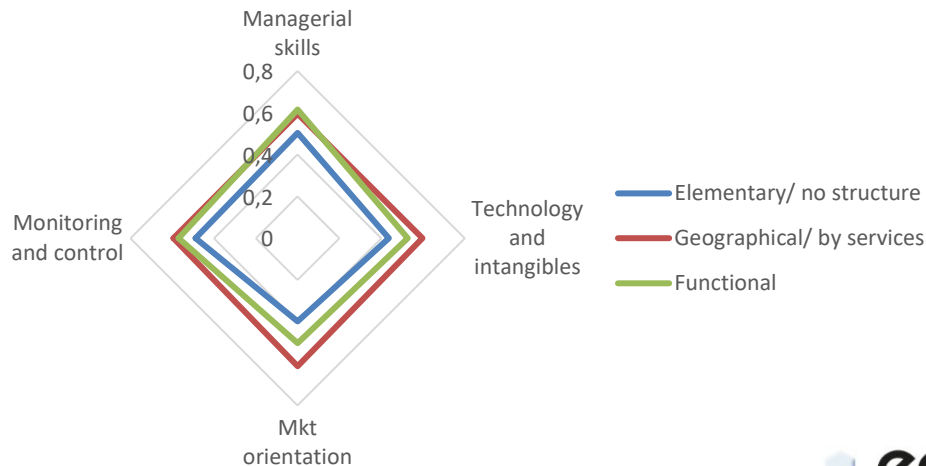 Managerial
skills
0,8
0,6
0,4
0,2
0
Monitoring
and control
Technology
and
intangibles
Mkt
orientation
Elementary/ no structure
Geographical/ by services
Functional